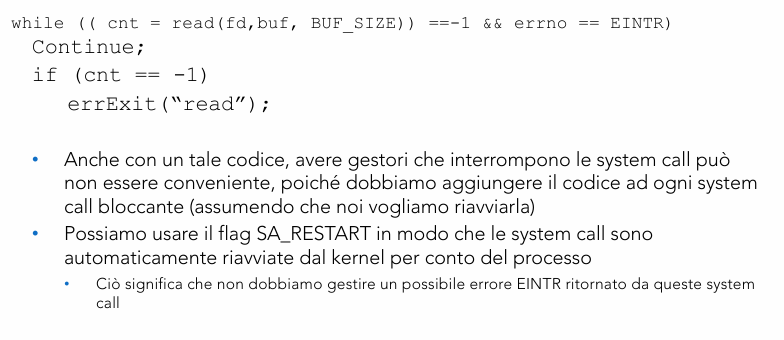 while (( cnt = read(fd,buf, BUF_SIZE)) ==-1 && errno == EINTR)
Continue;
if (cnt == -1)
errExit(“read”);
• Anche con un tale codice, avere gestori che interrompono le system call può
non essere conveniente, poiché dobbiamo aggiungere il codice ad ogni system
call bloccante (assumendo che noi vogliamo riavviarla)
• Possiamo usare il flag SA_RESTART in modo che le system call sono
automaticamente riavviate dal kernel per conto del processo
• Ciò significa che non dobbiamo gestire un possibile errore EINTR ritornato da queste system
call